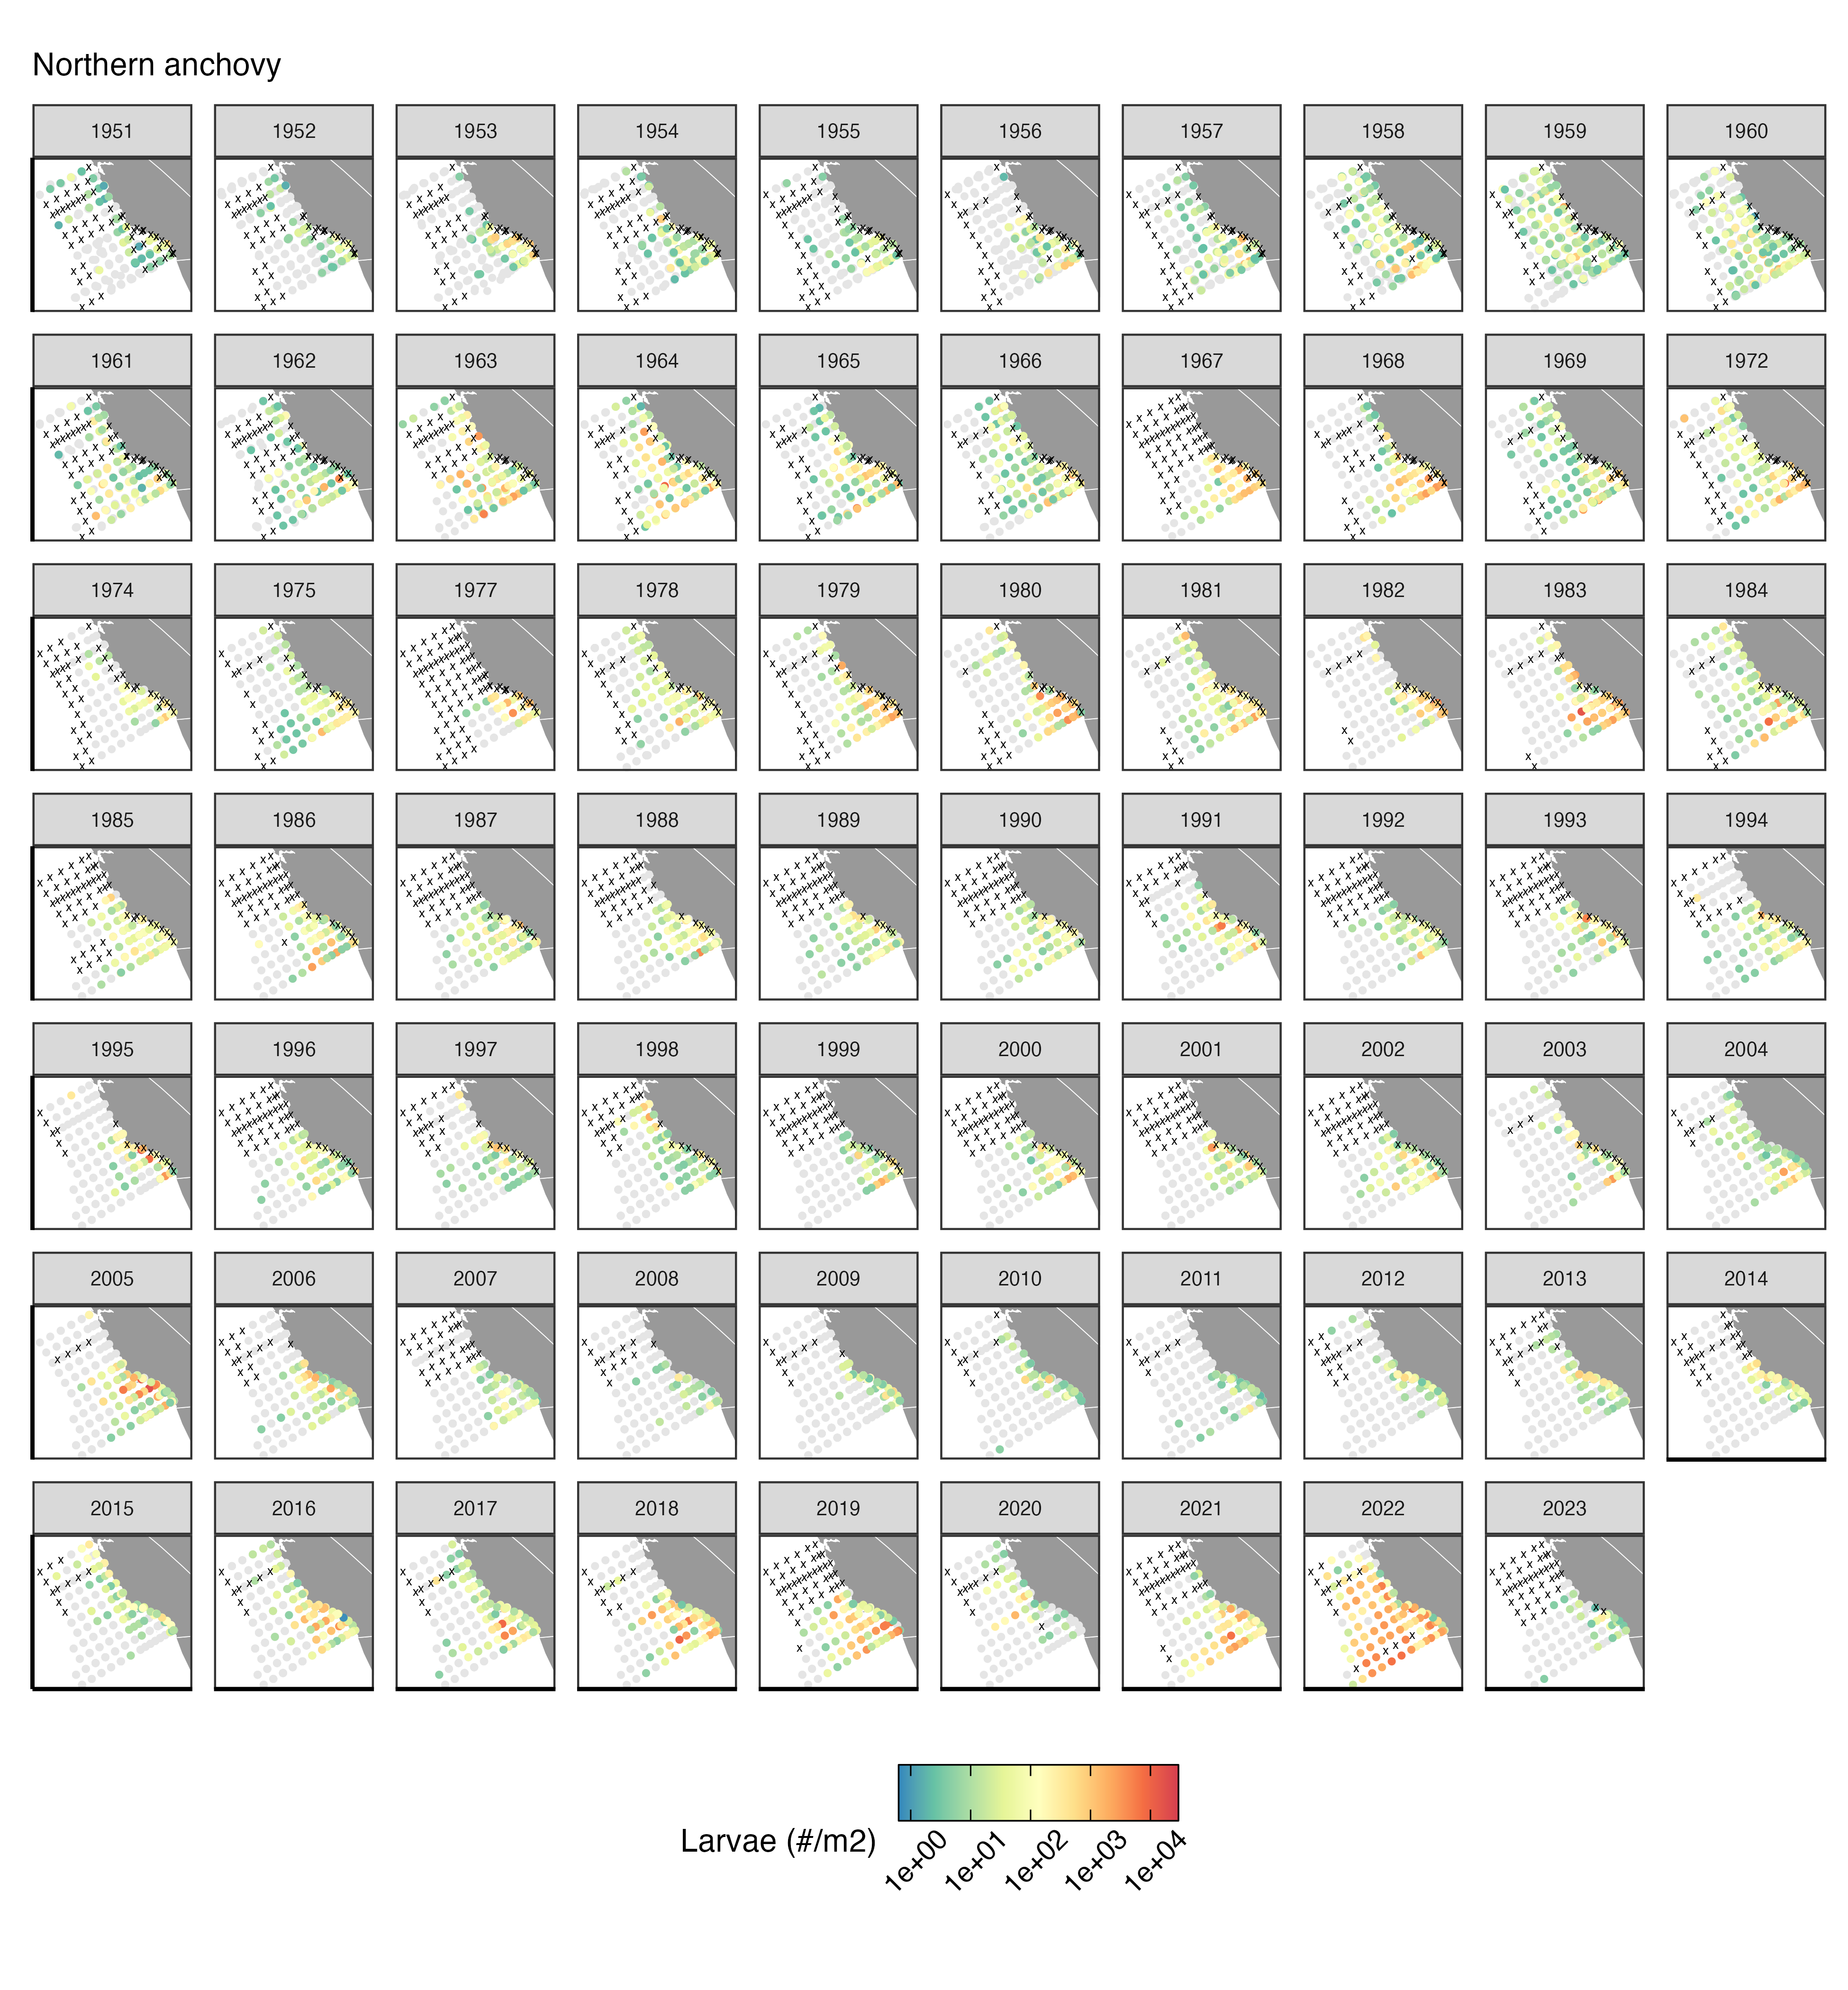 Northern anchovy
1951 1952 1953 1954 1955 1956 1957 1958 1959 1960
1961 1962 1963 1964 1965 1966 1967 1968 1969 1972
1974 1975 1977 1978 1979 1980 1981 1982 1983 1984
1985 1986 1987 1988 1989 1990 1991 1992 1993 1994
1995 1996 1997 1998 1999 2000 2001 2002 2003 2004
2005 2006 2007 2008 2009 2010 2011 2012 2013 2014
2015 2016 2017 2018 2019 2020 2021 2022 2023
Larvae (#/m2)
1e+00 1e+01 1e+02 1e+03 1e+04